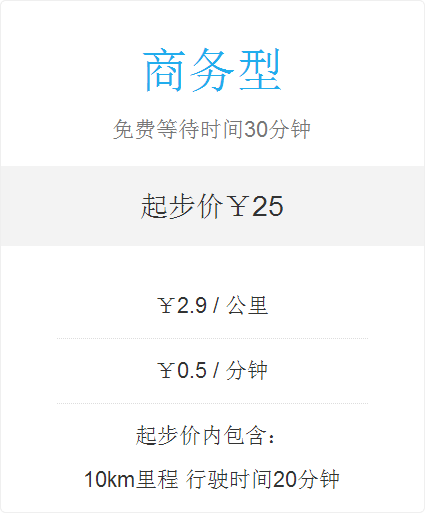 商务型
免费等待时间30分钟
起步价￥25
￥2.9 / 公里
￥0.5 / 分钟
起步价内包含：
10km里程 行驶时间20分钟